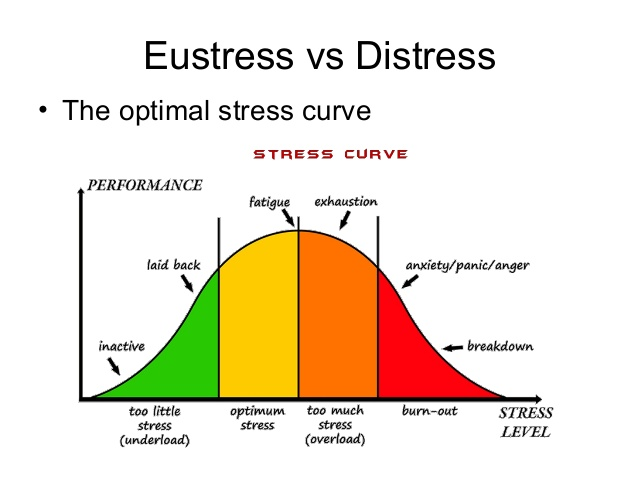 Eustress vs Distress
• The optimal stress curve
STRESS CURVE
PERFORMANCE
fatigue
exhaustion
laid back
anxiety/panic/anger
inactive
breakdown
too little
stress
(underload)
optimum
stress
too much
stress
(overload)
burn-out
STRESS
LEVEL